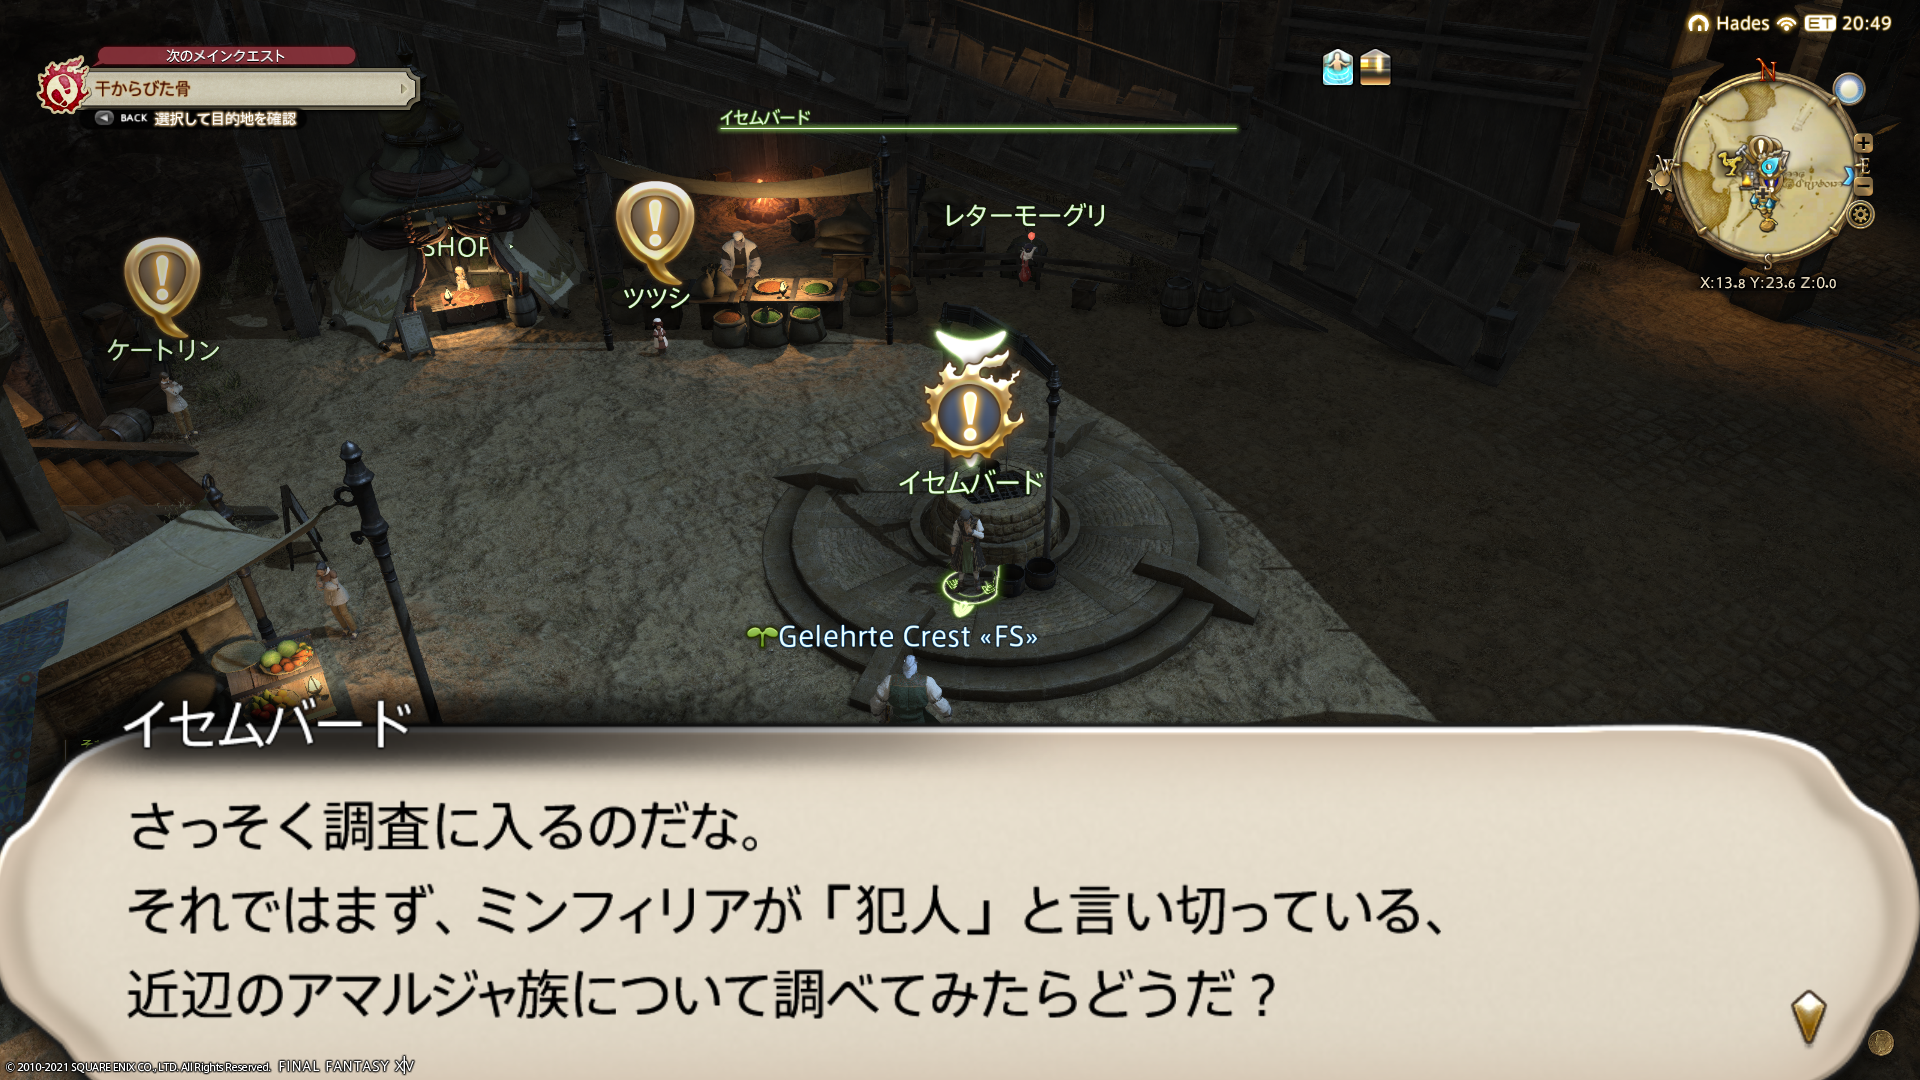 次のメインクエスト
干からびた骨
BACK 選択して目的地を確認
イセムバード
Hades ET 20:49
N
W
E
S
X:13.8 Y:23.6 Z:0.0
SHOP
ケートリン
ツツシ
レターモーグリ
イセムバード
Gelehrte Crest «FS»
イセムバード
さっそく調査に入るのだな。
それではまず、ミンフィリアが「犯人」と言い切っている、
近辺のアマルジャ族について調べてみたらどうだ？
© 2010-2021 SQUARE ENIX CO., LTD. All Rights Reserved. FINAL FANTASY XIV